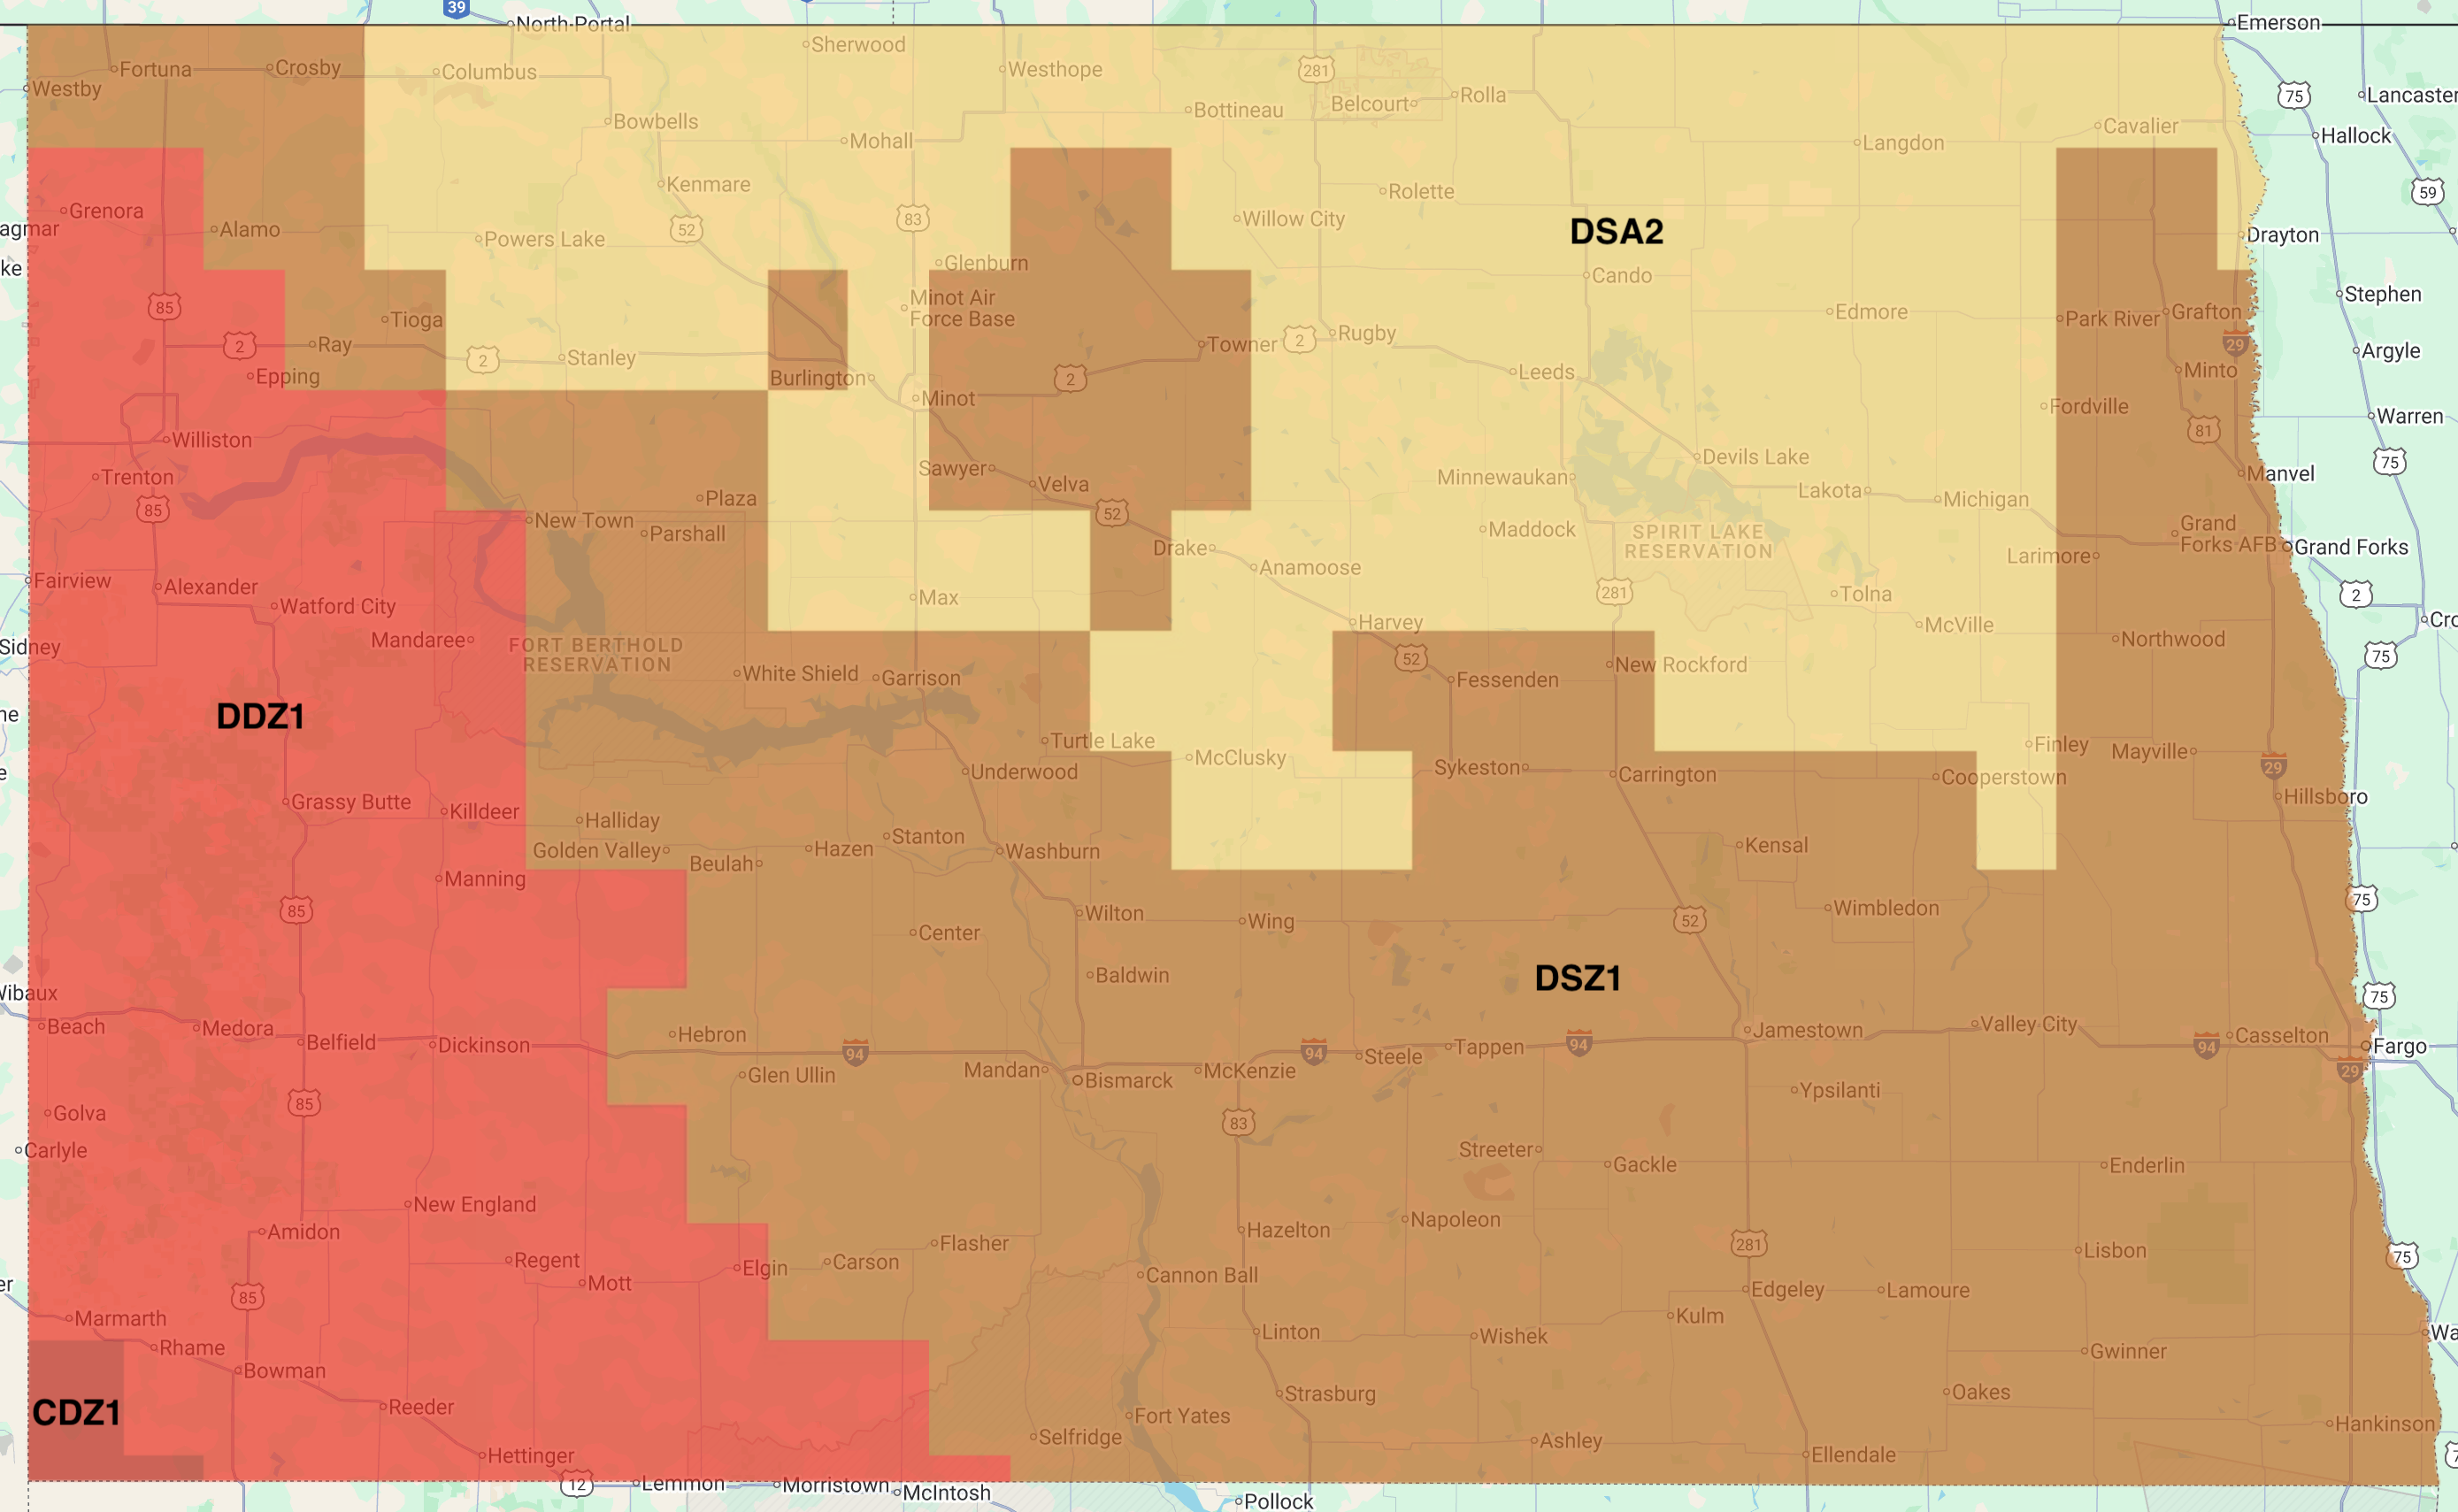 39
North-Portal
Emerson
Sherwood
Fortuna
Crosby
Columbus
Westhope
281
Westby
75
Lancaster
Rolla
Belcourt
Bottineau
Bowbells
Cavalier
Hallock
Mohall
Langdon
Kenmare
Rolette
59
Grenora
83
Willow City
52
Alamo
agmar
Powers Lake
DSA2
Drayton
ke
Glenburn
Cando
Minot Air
Force Base
Stephen
85
Tioga
Edmore
Park River
Grafton
2
Ray
Stanley
2
Towner
2
Rugby
29
Argyle
Epping
Burlington
2
Leeds
Minto
Minot
Fordville
Warren
Williston
81
Trenton
Sawyer
Devils Lake
75
Manvel
85
Plaza
Velva
Minnewaukan
Lakota
Michigan
52
New Town
Parshall
Maddock
SPIRIT LAKE
RESERVATION
Grand
Forks AFB
Grand Forks
Drake
Anamoose
Larimore
Fairview
Alexander
Watford City
Max
281
Tolna
2
Harvey
McVille
Cro
Sidney
Mandaree
FORT BERTHOLD
RESERVATION
White Shield
Garrison
52
Fessenden
New Rockford
Northwood
75
ne
DDZ1
Turtle Lake
McClusky
Finley
Mayville
e
Underwood
Sykeston
Carrington
Cooperstown
29
Grassy Butte
Killdeer
Halliday
Hillsboro
Golden Valley
Beulah
Hazen
Stanton
Washburn
Kensal
Manning
85
Wilton
Wing
52
Wimbledon
75
Center
Baldwin
DSZ1
Wibaux
75
Beach
Medora
Belfield
Dickinson
Hebron
94
Jamestown
Valley City
Casselton
Glen Ullin
Mandan
Bismarck
McKenzie
94
Steele
Tappen
94
94
Fargo
29
Golva
85
83
Ypsilanti
Carlyle
Streeter
Gackle
Enderlin
New England
Amidon
Hazelton
Napoleon
Flasher
281
Lisbon
75
Regent
Mott
Elgin
Carson
Cannon Ball
er
85
Edgeley
Lamoure
Marmarth
Kulm
Rhame
Linton
Wishek
Gwinner
Wa
Bowman
CDZ1
Reeder
Strasburg
Oakes
Fort Yates
Hankinson
Selfridge
Ashley
Hettinger
Ellendale
12
Lemmon
Morristown
McIntosh
Pollock
7